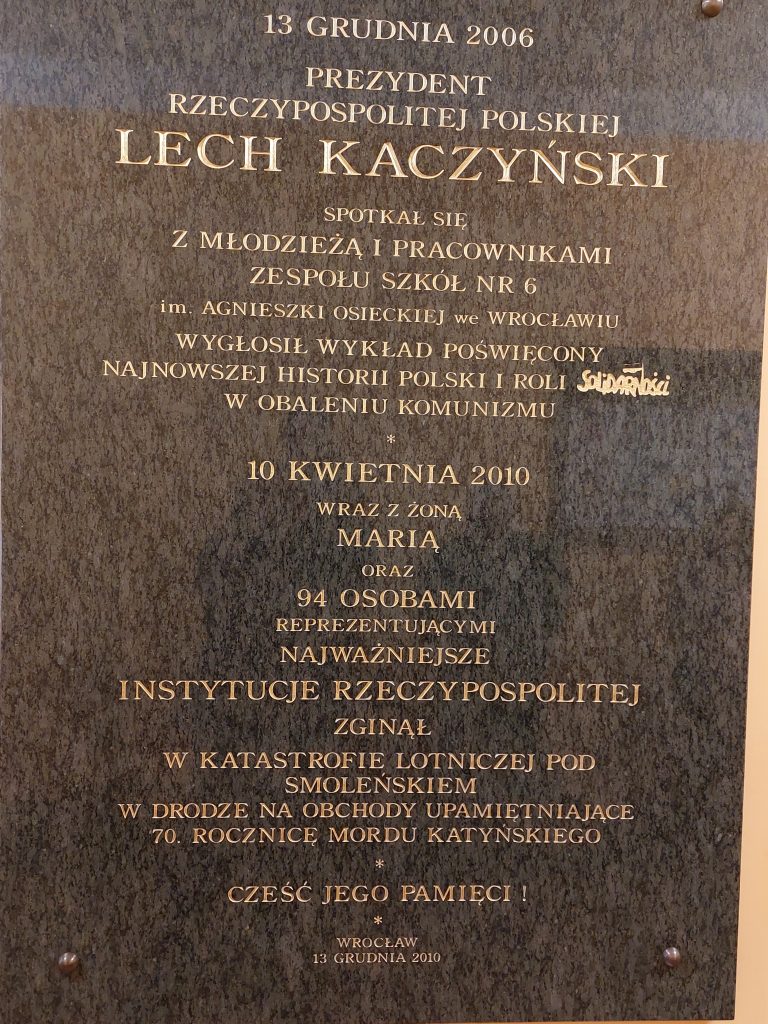 13 GRUDNIA 2006
PREZYDENT
RZECZYPOSPOLITEJ POLSKIEJ
LECH KACZYŃSKI
SPOTKAŁ SIĘ
Z MŁODZIEŻĄ I PRACOWNIKAMI
ZESPOŁU SZKÓŁ NR 6
im. AGNIESZKI OSIECKIEJ we WROCŁAWIU
WYGŁOSIŁ WYKŁAD POŚWIĘCONY
NAJNOWSZEJ HISTORII POLSKI I ROLI SOLIDARNOŚCI
W OBALENIU KOMUNIZMU
*
10 KWIETNIA 2010
WRAZ Z ŻONĄ
MARIĄ
ORAZ
94 OSOBAMI
REPREZENTUJĄCYMI
NAJWAŻNIEJSZE
INSTYTUCJE RZECZYPOSPOLITEJ
ZGINĄŁ
W KATASTROFIE LOTNICZEJ POD
SMOLEŃSKIEM
W DRODZE NA OBCHODY UPAMIĘTNIAJĄCE
70. ROCZNICĘ MORDU KATYŃSKIEGO
*
CZEŚĆ JEGO PAMIĘCI !
*
WROCŁAW
13 GRUDNIA 2010